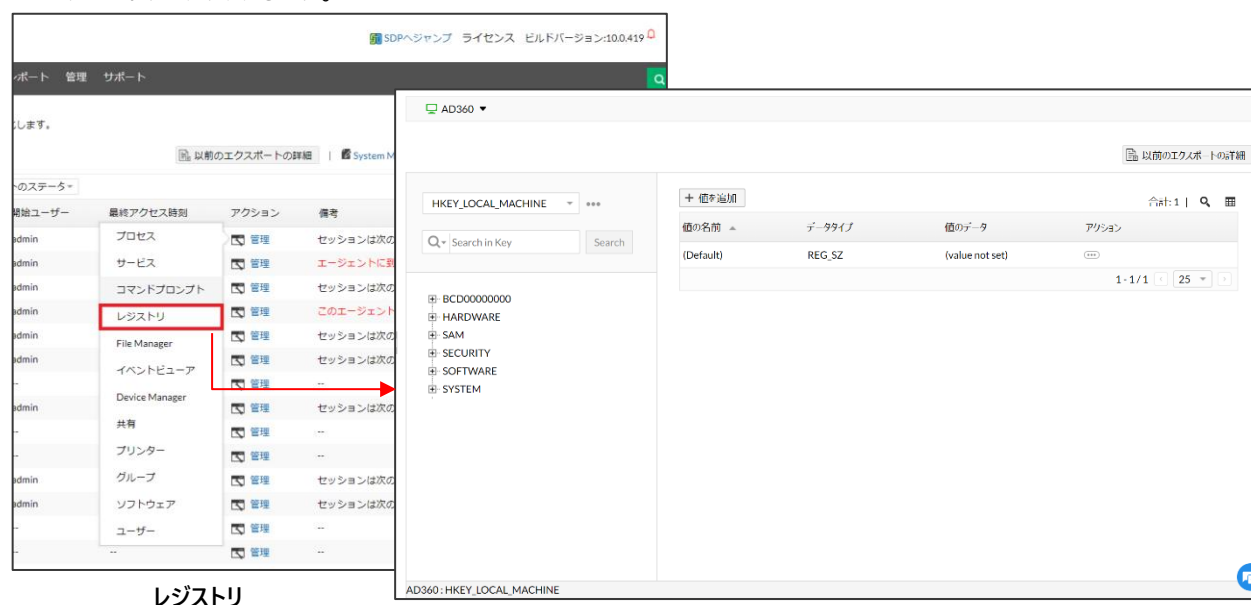 SDPへジャンプ ライセンス ビルドバージョン:10.0.419
ポート 管理 サポート
します。
以前のエクスポートの詳細 | System M
のステータ
開始ユーザー 最終アクセス時刻 アクション 備考
admin 管理 セッションは次の
admin 管理 エージェントに到
admin 管理 セッションは次の
admin 管理 このエージェント
admin 管理 セッションは次の
admin 管理 セッションは次の
-- 管理 --
admin 管理 セッションは次の
-- 管理 --
-- 管理 --
admin 管理 セッションは次の
admin 管理 セッションは次の
-- 管理 --
-- -- 管理 --
プロセス
サービス
コマンドプロンプト
レジストリ
File Manager
イベントビューア
Device Manager
共有
プリンター
グループ
ソフトウェア
ユーザー
AD360
以前のエクスポートの詳細
HKEY_LOCAL_MACHINE
Search in Key Search
BCD00000000
HARDWARE
SAM
SECURITY
SOFTWARE
SYSTEM
+ 値を追加 合計:1 |
値の名前 データタイプ 値のデータ アクション
(Default) REG_SZ (value not set)
1-1/1 25
AD360 : HKEY_LOCAL_MACHINE
レジストリ